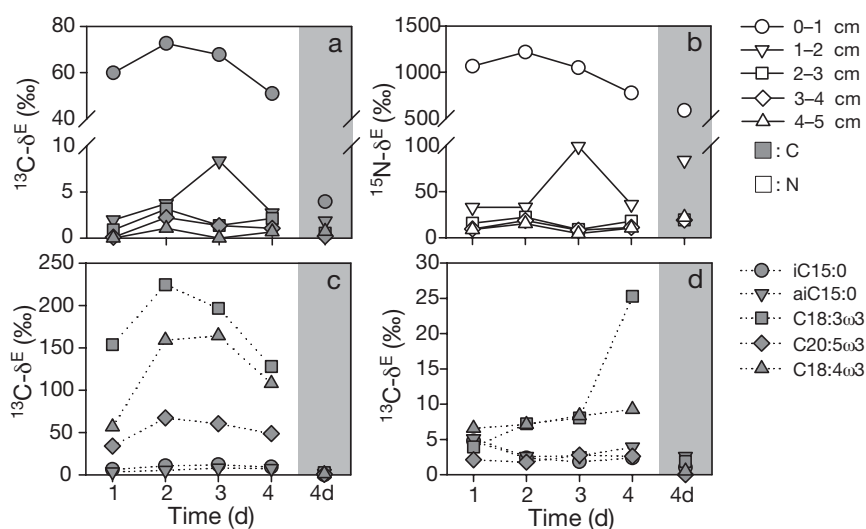 80
60
40
10
5
0
¹³C-δᴱ (‰)
a
1500
1000
500
100
50
0
¹⁵N-δᴱ (‰)
b
0–1 cm
1–2 cm
2–3 cm
3–4 cm
4–5 cm
: C
: N
250
200
150
100
50
0
¹³C-δᴱ (‰)
c
1 2 3 4 4d
Time (d)
30
25
20
15
10
5
0
¹³C-δᴱ (‰)
d
1 2 3 4 4d
Time (d)
iC15:0
aiC15:0
C18:3ω3
C20:5ω3
C18:4ω3